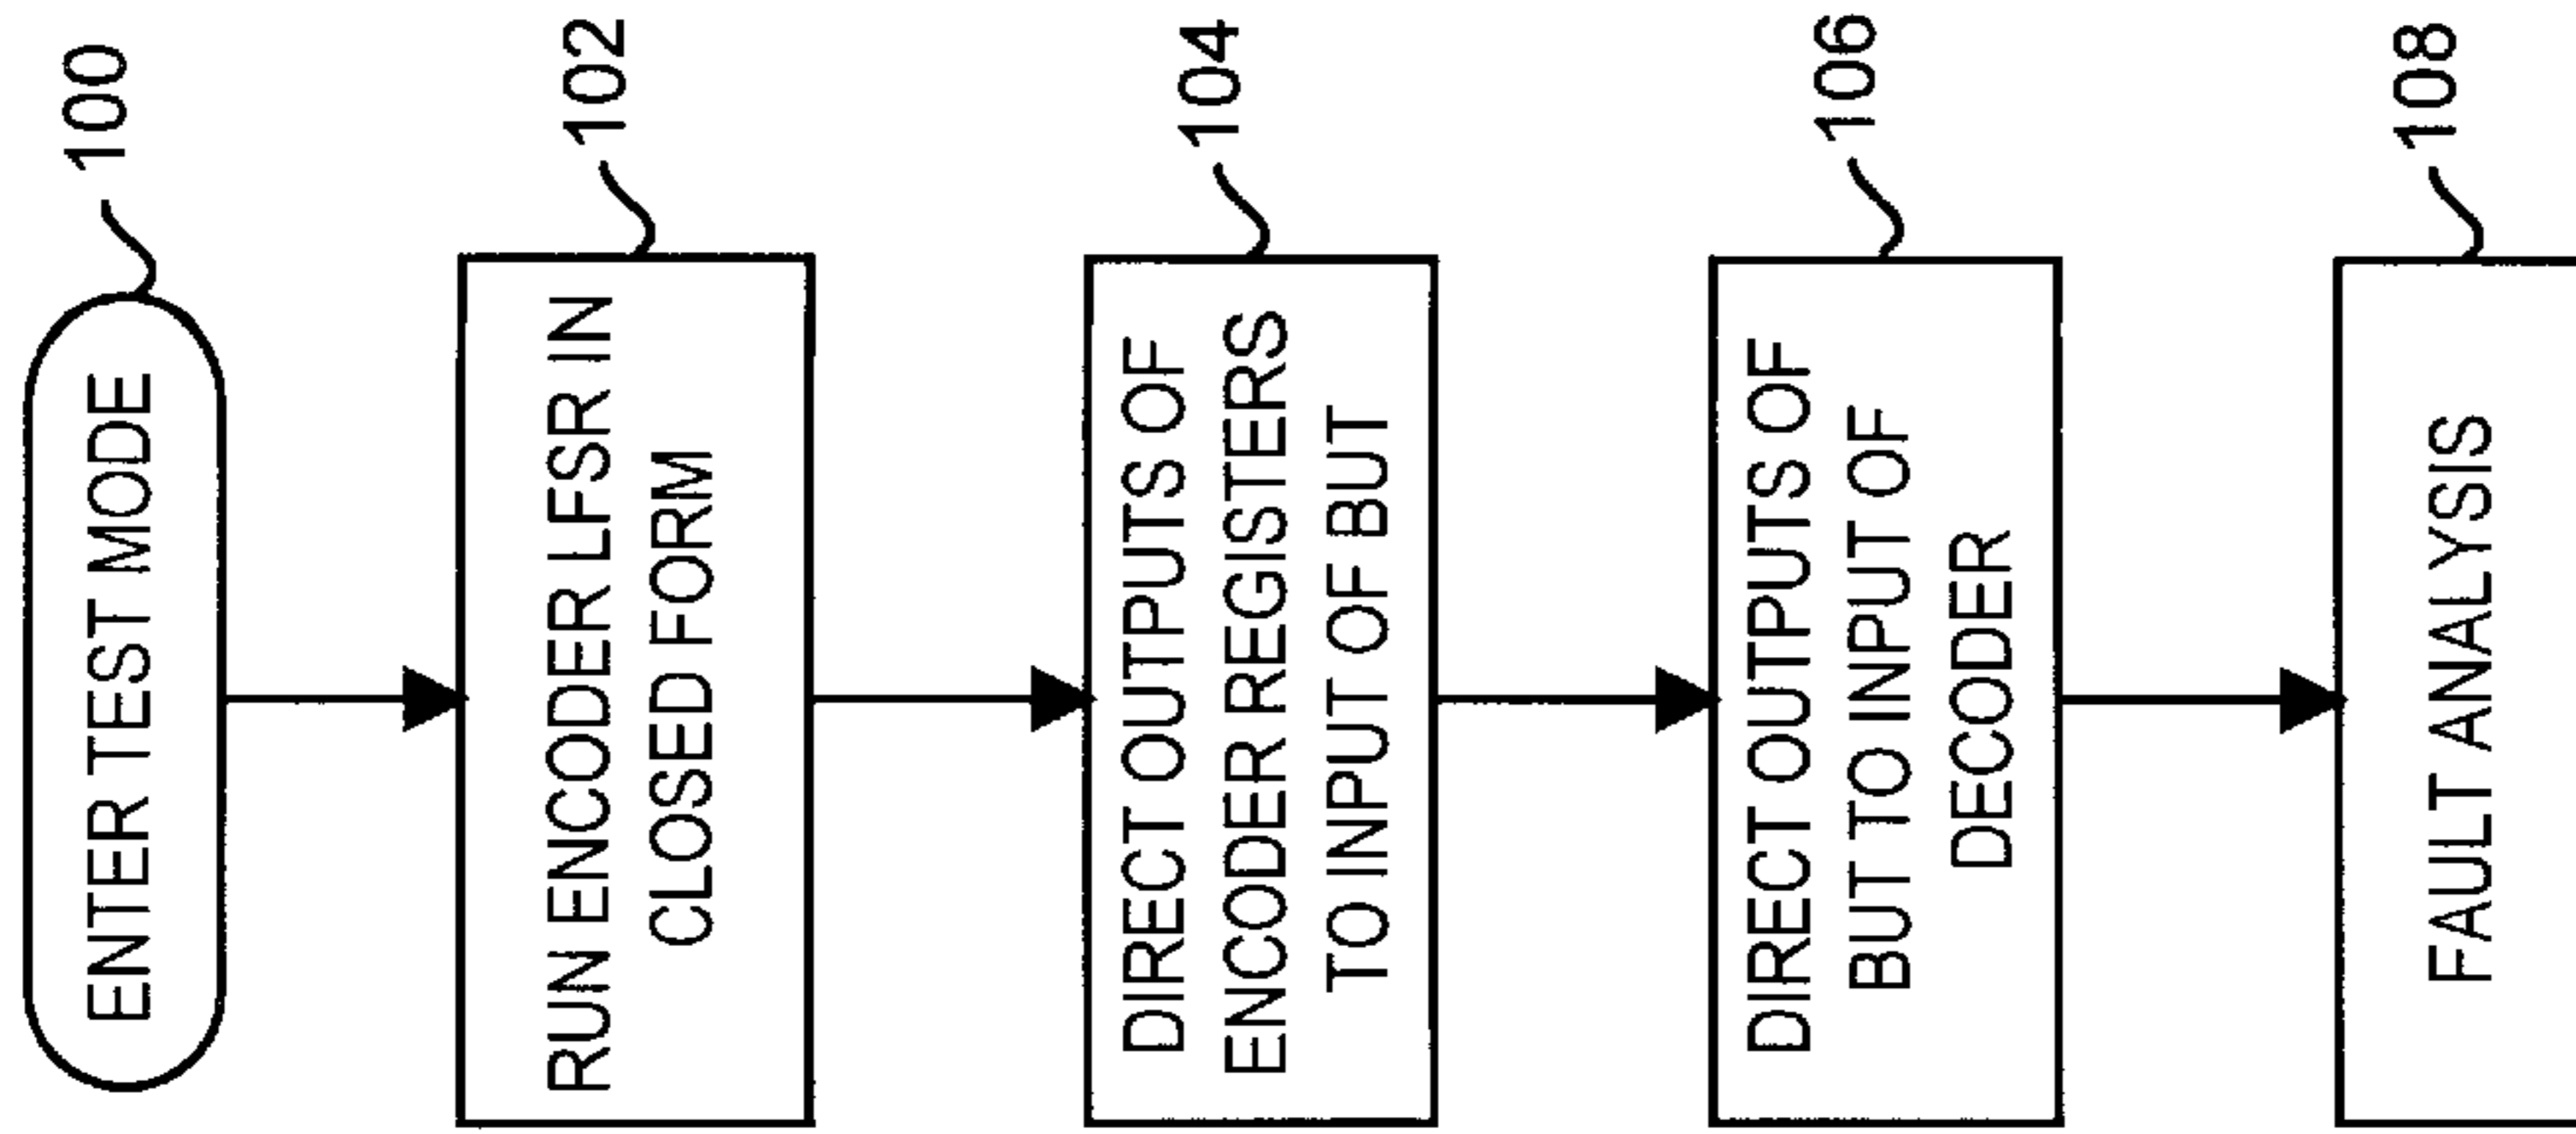 ENTER TEST MODE
100
RUN ENCODER LFSR IN
CLOSED FORM
102
DIRECT OUTPUTS OF
ENCODER REGISTERS
TO INPUT OF BUT
104
DIRECT OUTPUTS OF
BUT TO INPUT OF
DECODER
106
FAULT ANALYSIS
108